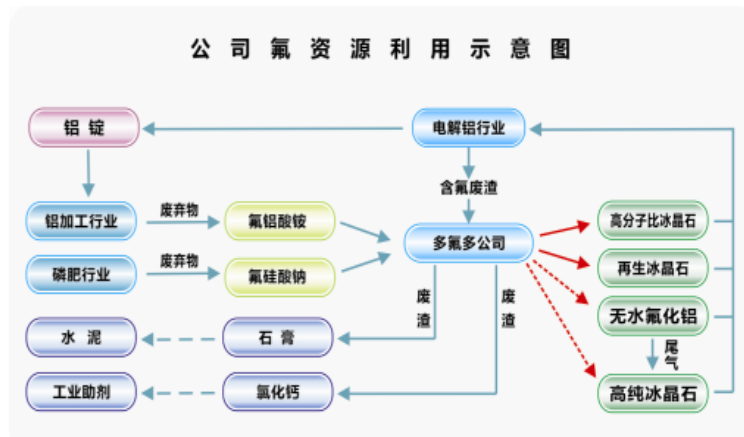 公司氟资源利用示意图
铝锭
电解铝行业
含氟废渣
铝加工行业
废弃物
氟铝酸铵
高分子比冰晶石
多氟多公司
磷肥行业
废弃物
氟硅酸钠
再生冰晶石
废渣
废渣
无水氟化铝
水泥
石膏
尾气
工业助剂
氯化钙
高纯冰晶石